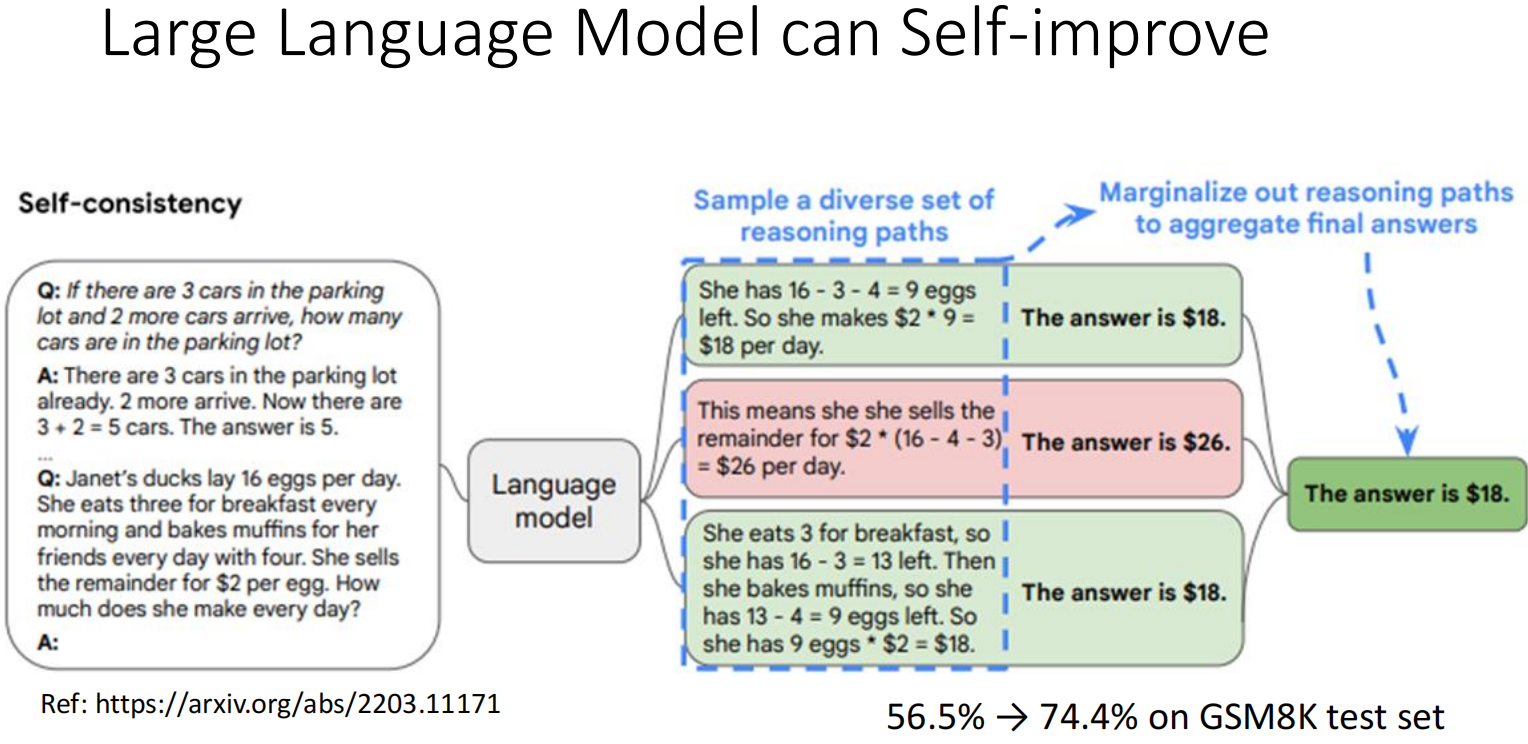 Large Language Model can Self-improve
Self-consistency
Q: If there are 3 cars in the parking
lot and 2 more cars arrive, how many
cars are in the parking lot?
A: There are 3 cars in the parking lot
already. 2 more arrive. Now there are
3 + 2 = 5 cars. The answer is 5.
...
Q: Janet's ducks lay 16 eggs per day.
She eats three for breakfast every
morning and bakes muffins for her
friends every day with four. She sells
the remainder for $2 per egg. How
much does she make every day?
A:
Language
model
Sample a diverse set of
reasoning paths
She has 16 - 3 - 4 = 9 eggs
left. So she makes $2 * 9 =
$18 per day.
The answer is $18.
This means she she sells the
remainder for $2 * (16 - 4 - 3)
= $26 per day.
The answer is $26.
She eats 3 for breakfast, so
she has 16 - 3 = 13 left. Then
she bakes muffins, so she
has 13 - 4 = 9 eggs left. So
she has 9 eggs * $2 = $18.
The answer is $18.
Marginalize out reasoning paths
to aggregate final answers
The answer is $18.
Ref: https://arxiv.org/abs/2203.11171
56.5% → 74.4% on GSM8K test set